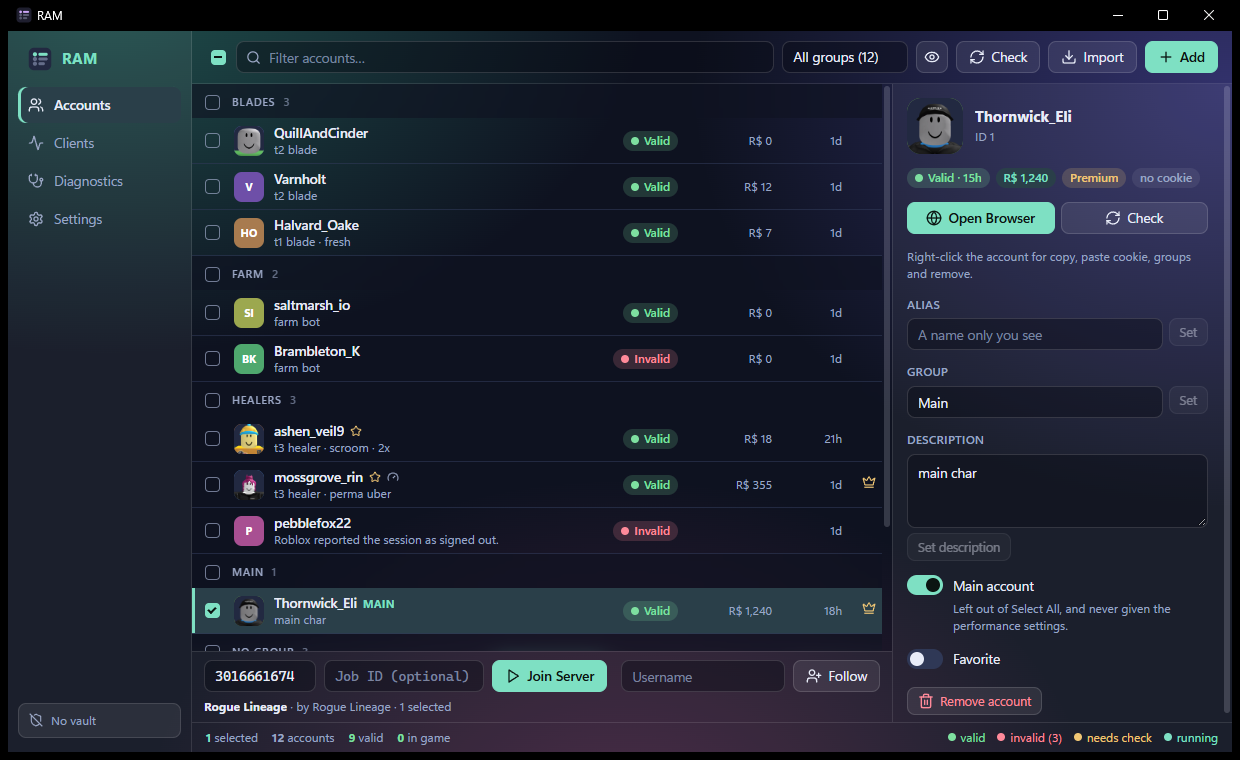 RAM
RAM
Accounts
Clients
Diagnostics
Settings
No vault
Filter accounts...
All groups (12)
Check
Import
Add
BLADES 3
QuillAndCinder
t2 blade
Valid
R$ 0
1d
V
Varnholt
t2 blade
Valid
R$ 12
1d
HO
Halvard_Oake
t1 blade · fresh
Valid
R$ 7
1d
FARM 2
SI
saltmarsh_io
farm bot
Valid
R$ 0
1d
BK
Brambleton_K
farm bot
Invalid
R$ 0
1d
HEALERS 3
ashen_veil9
t3 healer · scroom · 2x
Valid
R$ 18
21h
mossgrove_rin
t3 healer · perma uber
Valid
R$ 355
1d
P
pebblefox22
Roblox reported the session as signed out.
Invalid
1d
MAIN 1
Thornwick_Eli MAIN
main char
Valid
R$ 1,240
18h
3016661674
Job ID (optional)
Join Server
Username
Follow
Rogue Lineage · by Rogue Lineage · 1 selected
1 selected 12 accounts 9 valid 0 in game
Thornwick_Eli
ID 1
Valid · 15h
R$ 1,240
Premium
no cookie
Open Browser
Check
Right-click the account for copy, paste cookie, groups
and remove.
ALIAS
A name only you see
Set
GROUP
Main
Set
DESCRIPTION
main char
Set description
Main account
Left out of Select All, and never given the
performance settings.
Favorite
Remove account
valid invalid (3) needs check running